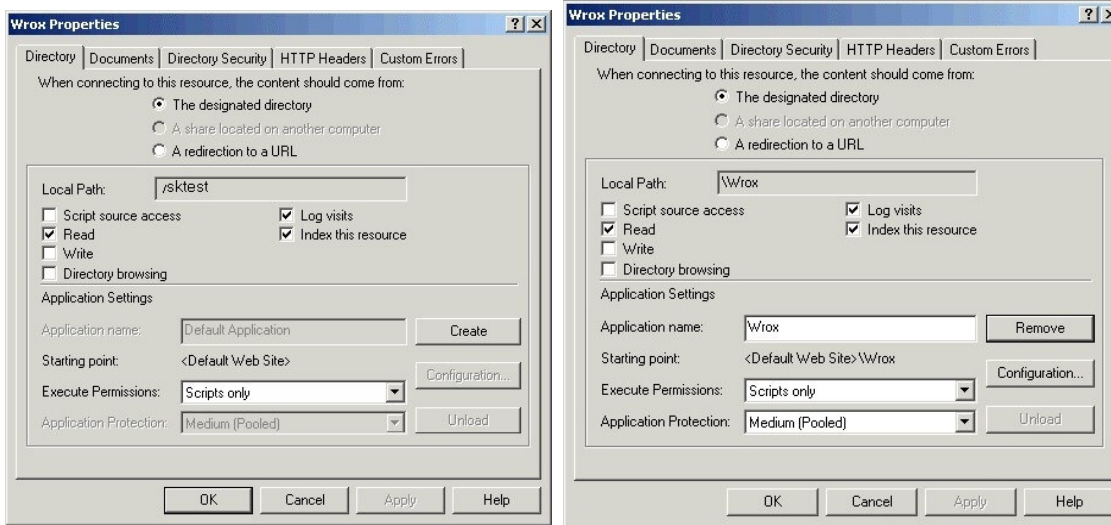 Wrox Properties
Directory Documents Directory Security HTTP Headers Custom Errors
When connecting to this resource, the content should come from:
The designated directory
A share located on another computer
A redirection to a URL
Local Path: /sktest
Script source access Log visits
Read Index this resource
Write
Directory browsing
Application Settings
Application name: Default Application Create
Starting point: <Default Web Site>
Configuration...
Execute Permissions: Scripts only
Application Protection: Medium (Pooled) Unload
OK Cancel Apply Help
Wrox Properties
Directory Documents Directory Security HTTP Headers Custom Errors
When connecting to this resource, the content should come from:
The designated directory
A share located on another computer
A redirection to a URL
Local Path: \Wrox
Script source access Log visits
Read Index this resource
Write
Directory browsing
Application Settings
Application name: Wrox Remove
Starting point: <Default Web Site>\Wrox
Configuration...
Execute Permissions: Scripts only
Application Protection: Medium (Pooled) Unload
OK Cancel Apply Help